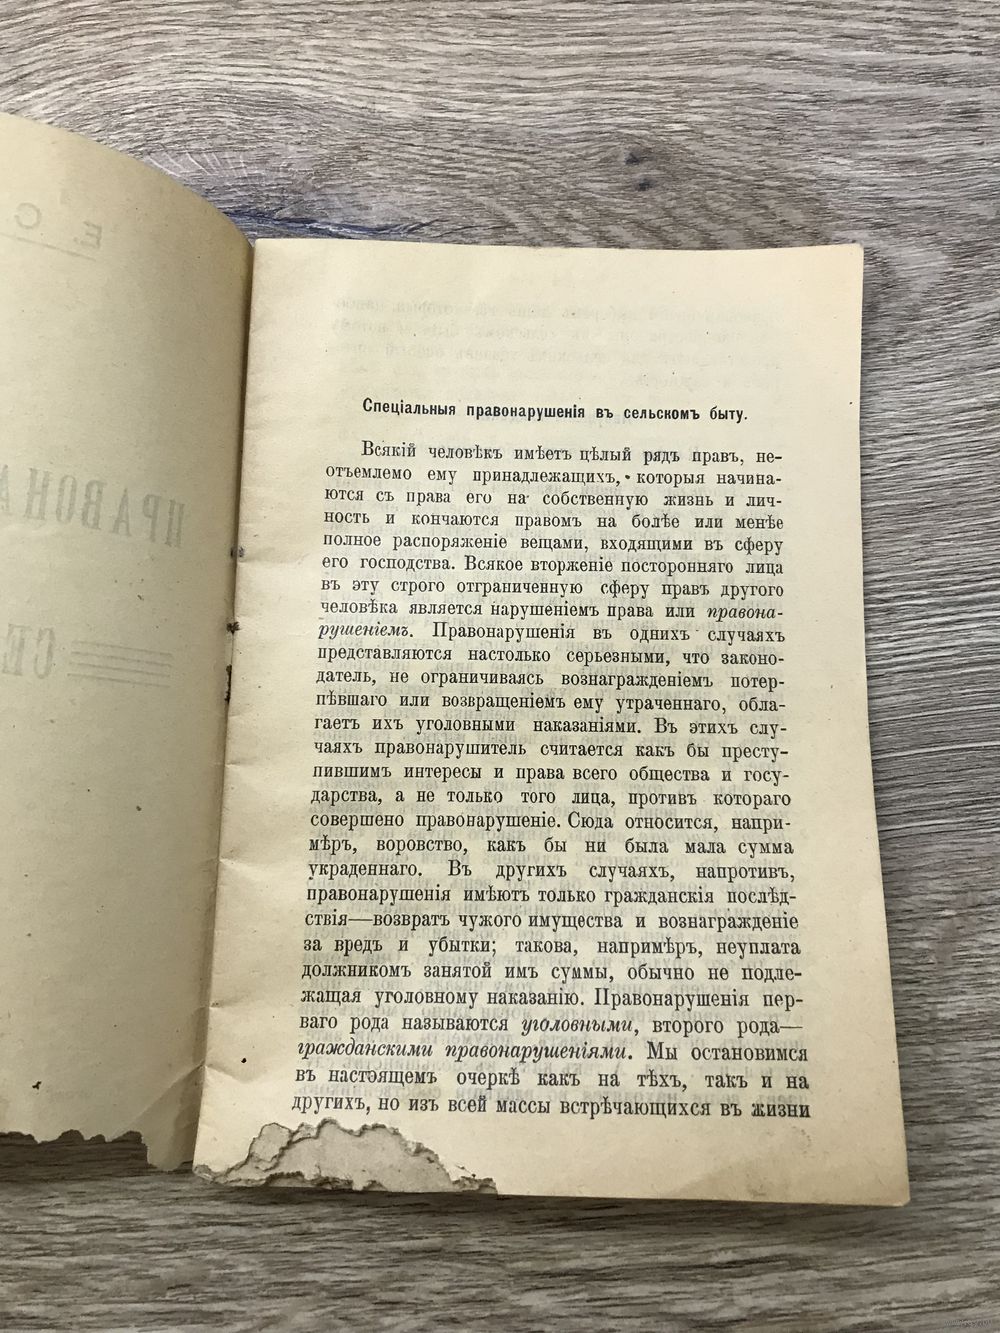 Спеціальныя правонарушенія въ сельскомъ быту.
Всякій человѣкъ имѣетъ цѣлый рядъ правъ, не-
отъемлемо ему принадлежащихъ, которыя начина-
ются съ права его на собственную жизнь и лич-
ность и кончаются правомъ на болѣе или менѣе
полное распоряженіе вещами, входящими въ сферу
его господства. Всякое вторженіе посторонняго лица
въ эту строго отграниченную сферу правъ другого
человѣка является нарушеніемъ права или правона-
рушеніемъ. Правонарушенія въ однихъ случаяхъ
представляются настолько серьезными, что законо-
датель, не ограничиваясь вознагражденіемъ потер-
пѣвшаго или возвращеніемъ ему утраченнаго, обла-
гаетъ ихъ уголовными наказаніями. Въ этихъ слу-
чаяхъ правонарушитель считается какъ бы престу-
пившимъ интересы и права всего общества и госу-
дарства, а не только того лица, противъ котораго
совершено правонарушеніе. Сюда относится, напри-
мѣръ, воровство, какъ бы ни была мала сумма
украденнаго. Въ другихъ случаяхъ, напротивъ,
правонарушенія имѣютъ только гражданскія послѣд-
ствія—возвратъ чужого имущества и вознагражденіе
за вредъ и убытки; такова, напримѣръ, неуплата
должникомъ занятой имъ суммы, обычно не подле-
жащая уголовному наказанію. Правонарушенія пер-
ваго рода называются уголовными, второго рода—
гражданскими правонарушеніями. Мы остановимся
въ настоящемъ очеркѣ какъ на тѣхъ, такъ и на
другихъ, но изъ всей массы встрѣчающихся въ жизни